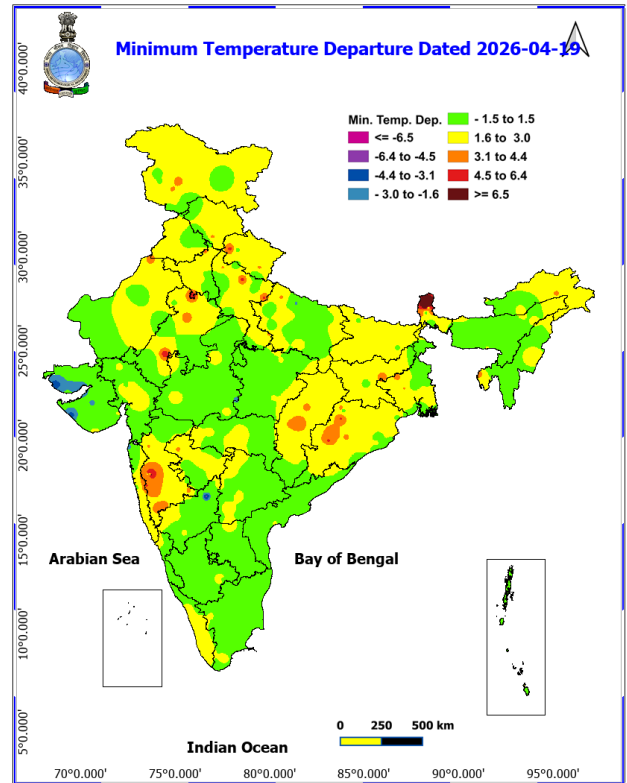 Minimum Temperature Departure Dated 2026-04-19
Min. Temp. Dep.
<= -6.5
-6.4 to -4.5
-4.4 to -3.1
- 3.0 to -1.6
- 1.5 to 1.5
1.6 to 3.0
3.1 to 4.4
4.5 to 6.4
>= 6.5
40°0.000'
35°0.000'
30°0.000'
25°0.000'
20°0.000'
15°0.000'
10°0.000'
5°0.000'
Arabian Sea
Bay of Bengal
Indian Ocean
0 250 500 km
70°0.000' 75°0.000' 80°0.000' 85°0.000' 90°0.000' 95°0.000'